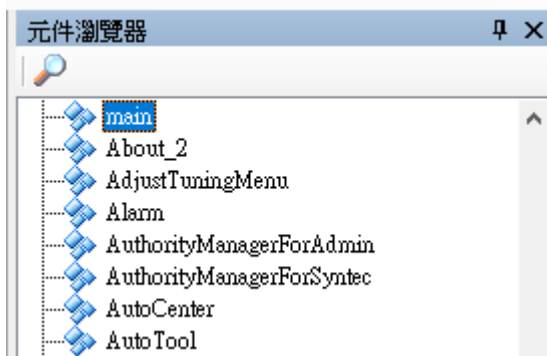 元件瀏覽器
main
About_2
AdjustTuningMenu
Alarm
AuthorityManagerForAdmin
AuthorityManagerForSyntec
AutoCenter
AutoTool